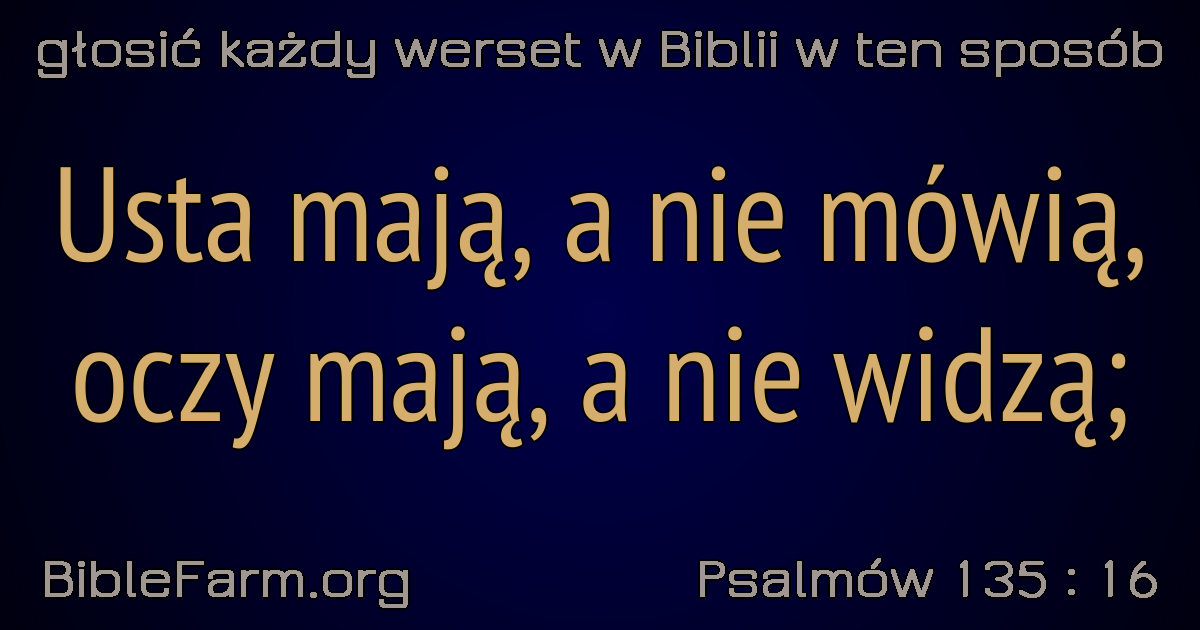 głosić każdy werset w Biblii w ten sposób
Usta mają, a nie mówią,
oczy mają, a nie widzą;
BibleFarm.org
Psalmów 135 : 16